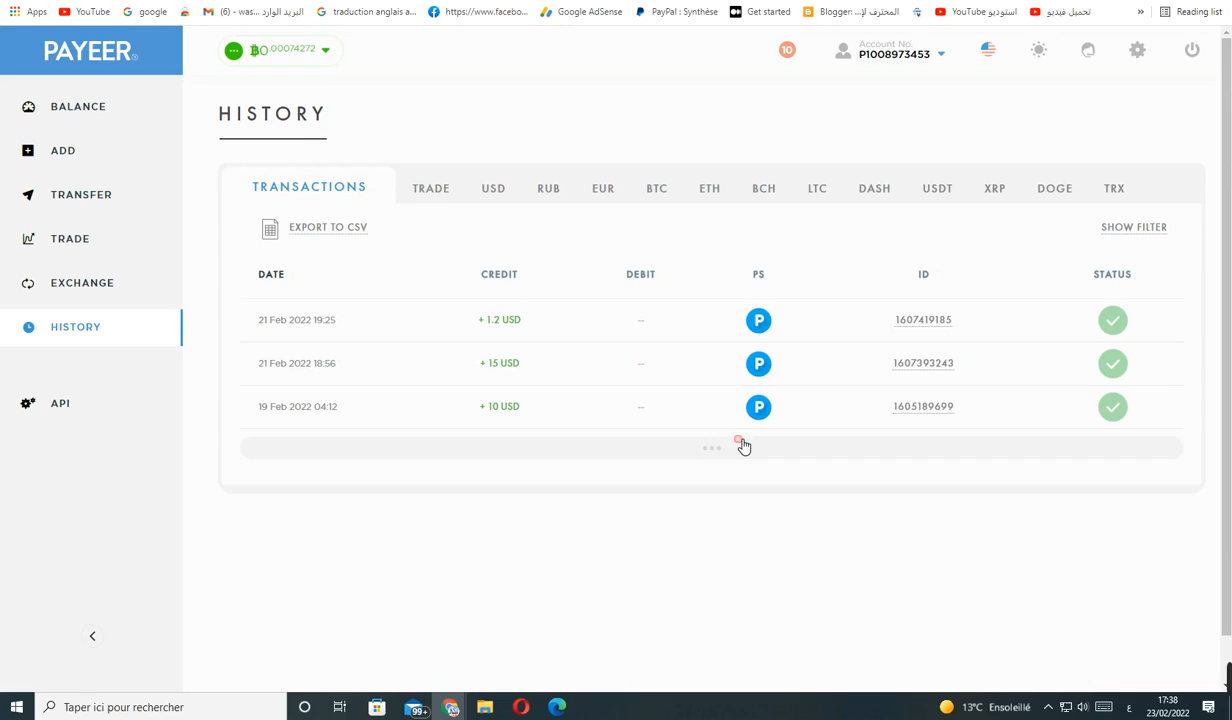 Apps YouTube google (6) - was... البريد الوارد traduction anglais a... https://www.facebo... Google AdSense PayPal : Synthèse Get started Blogger: ...المحترف لإ استوديو YouTube تحميل فيديو » Reading list
PAYEER ฿0.00074272 10 Account No.
P1008973453
BALANCE
ADD
TRANSFER
TRADE
EXCHANGE
HISTORY
API
HISTORY
TRANSACTIONS TRADE USD RUB EUR BTC ETH BCH LTC DASH USDT XRP DOGE TRX
EXPORT TO CSV SHOW FILTER
DATE CREDIT DEBIT PS ID STATUS
21 Feb 2022 19:25 + 1.2 USD -- P 1607419185
21 Feb 2022 18:56 + 15 USD -- P 1607393243
19 Feb 2022 04:12 + 10 USD -- P 1605189699
Taper ici pour rechercher 99+ 13°C Ensoleillé ع 17:38
23/02/2022